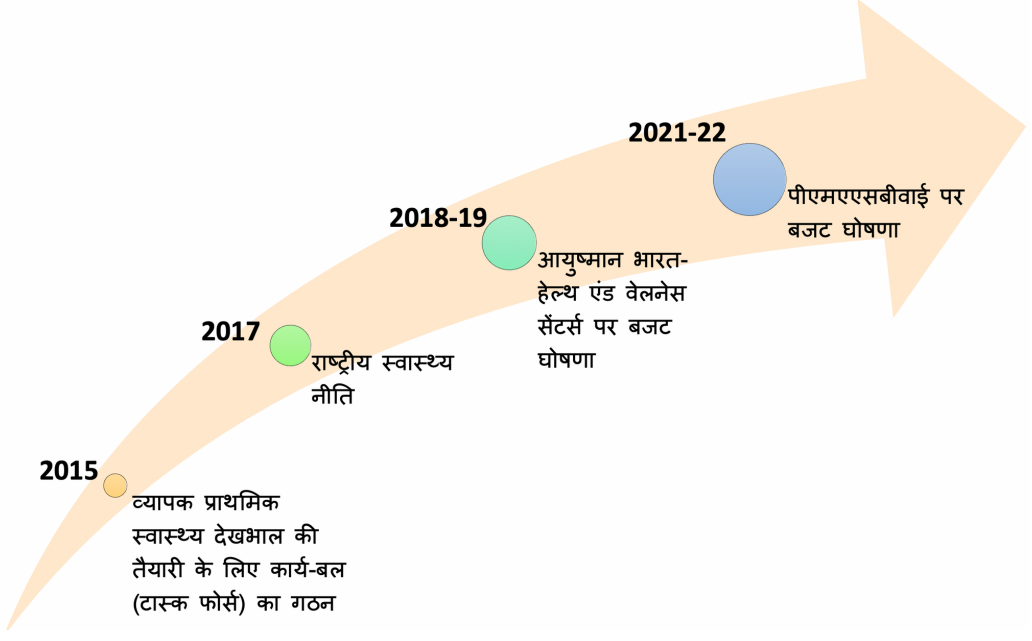 2015
व्यापक प्राथमिक
स्वास्थ्य देखभाल की
तैयारी के लिए कार्य-बल
(टास्क फोर्स) का गठन
2017
राष्ट्रीय स्वास्थ्य
नीति
2018-19
आयुष्मान भारत-
हेल्थ एंड वेलनेस
सेंटर्स पर बजट
घोषणा
2021-22
पीएमएएसबीवाई पर
बजट घोषणा